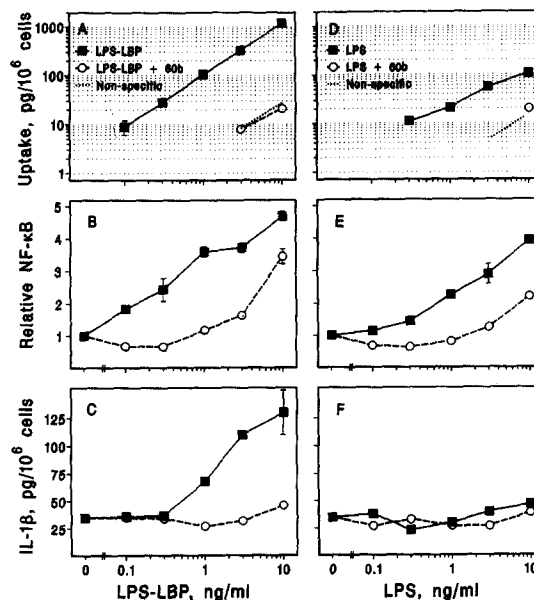 Uptake, pg/10⁶ cells
1000
100
10
1
A
LPS-LBP
LPS-LBP + 60b
Non-specific
D
LPS
LPS + 60b
Non-specific
Relative NF-κB
5
4
3
2
1
B
E
IL-1β, pg/10⁶ cells
125
100
75
50
25
C
F
0 0.1 1 10
LPS-LBP, ng/ml
0 0.1 1 10
LPS, ng/ml